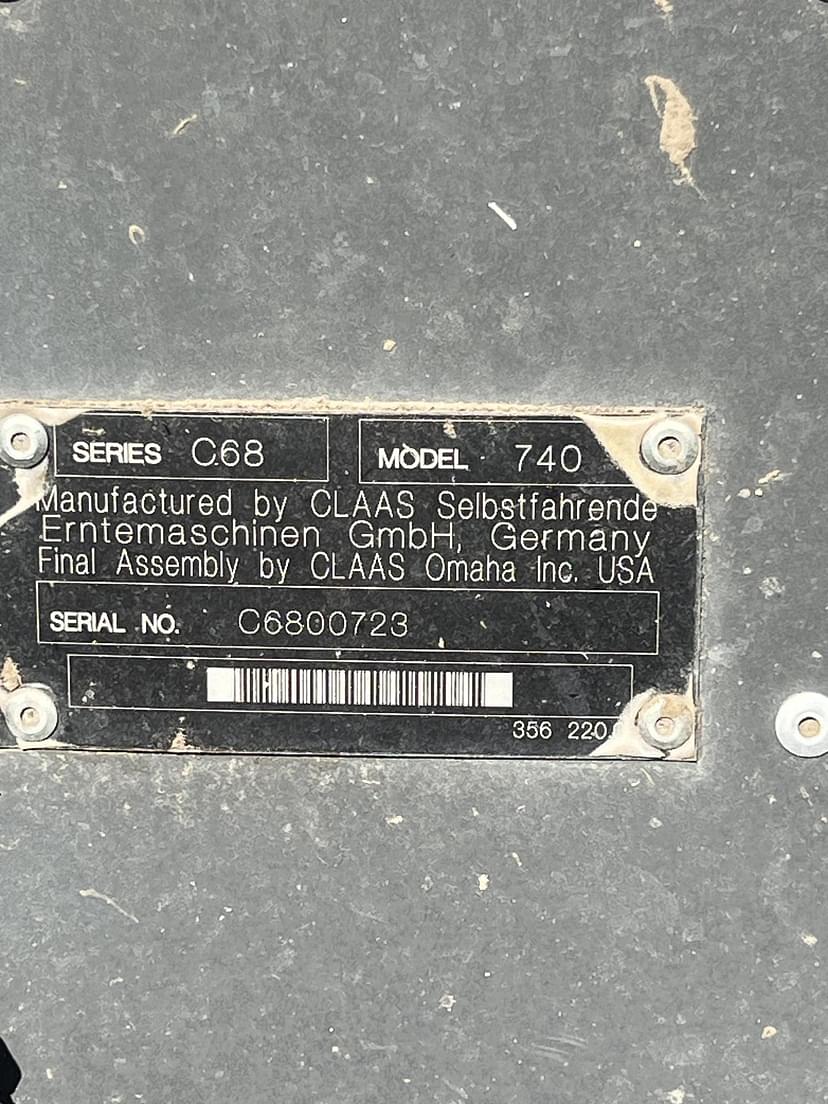 SERIES C68
MODEL 740
Manufactured by CLAAS Selbstfahrende
Erntemaschinen GmbH, Germany
Final Assembly by CLAAS Omaha Inc. USA
SERIAL NO. C6800723
356 220.